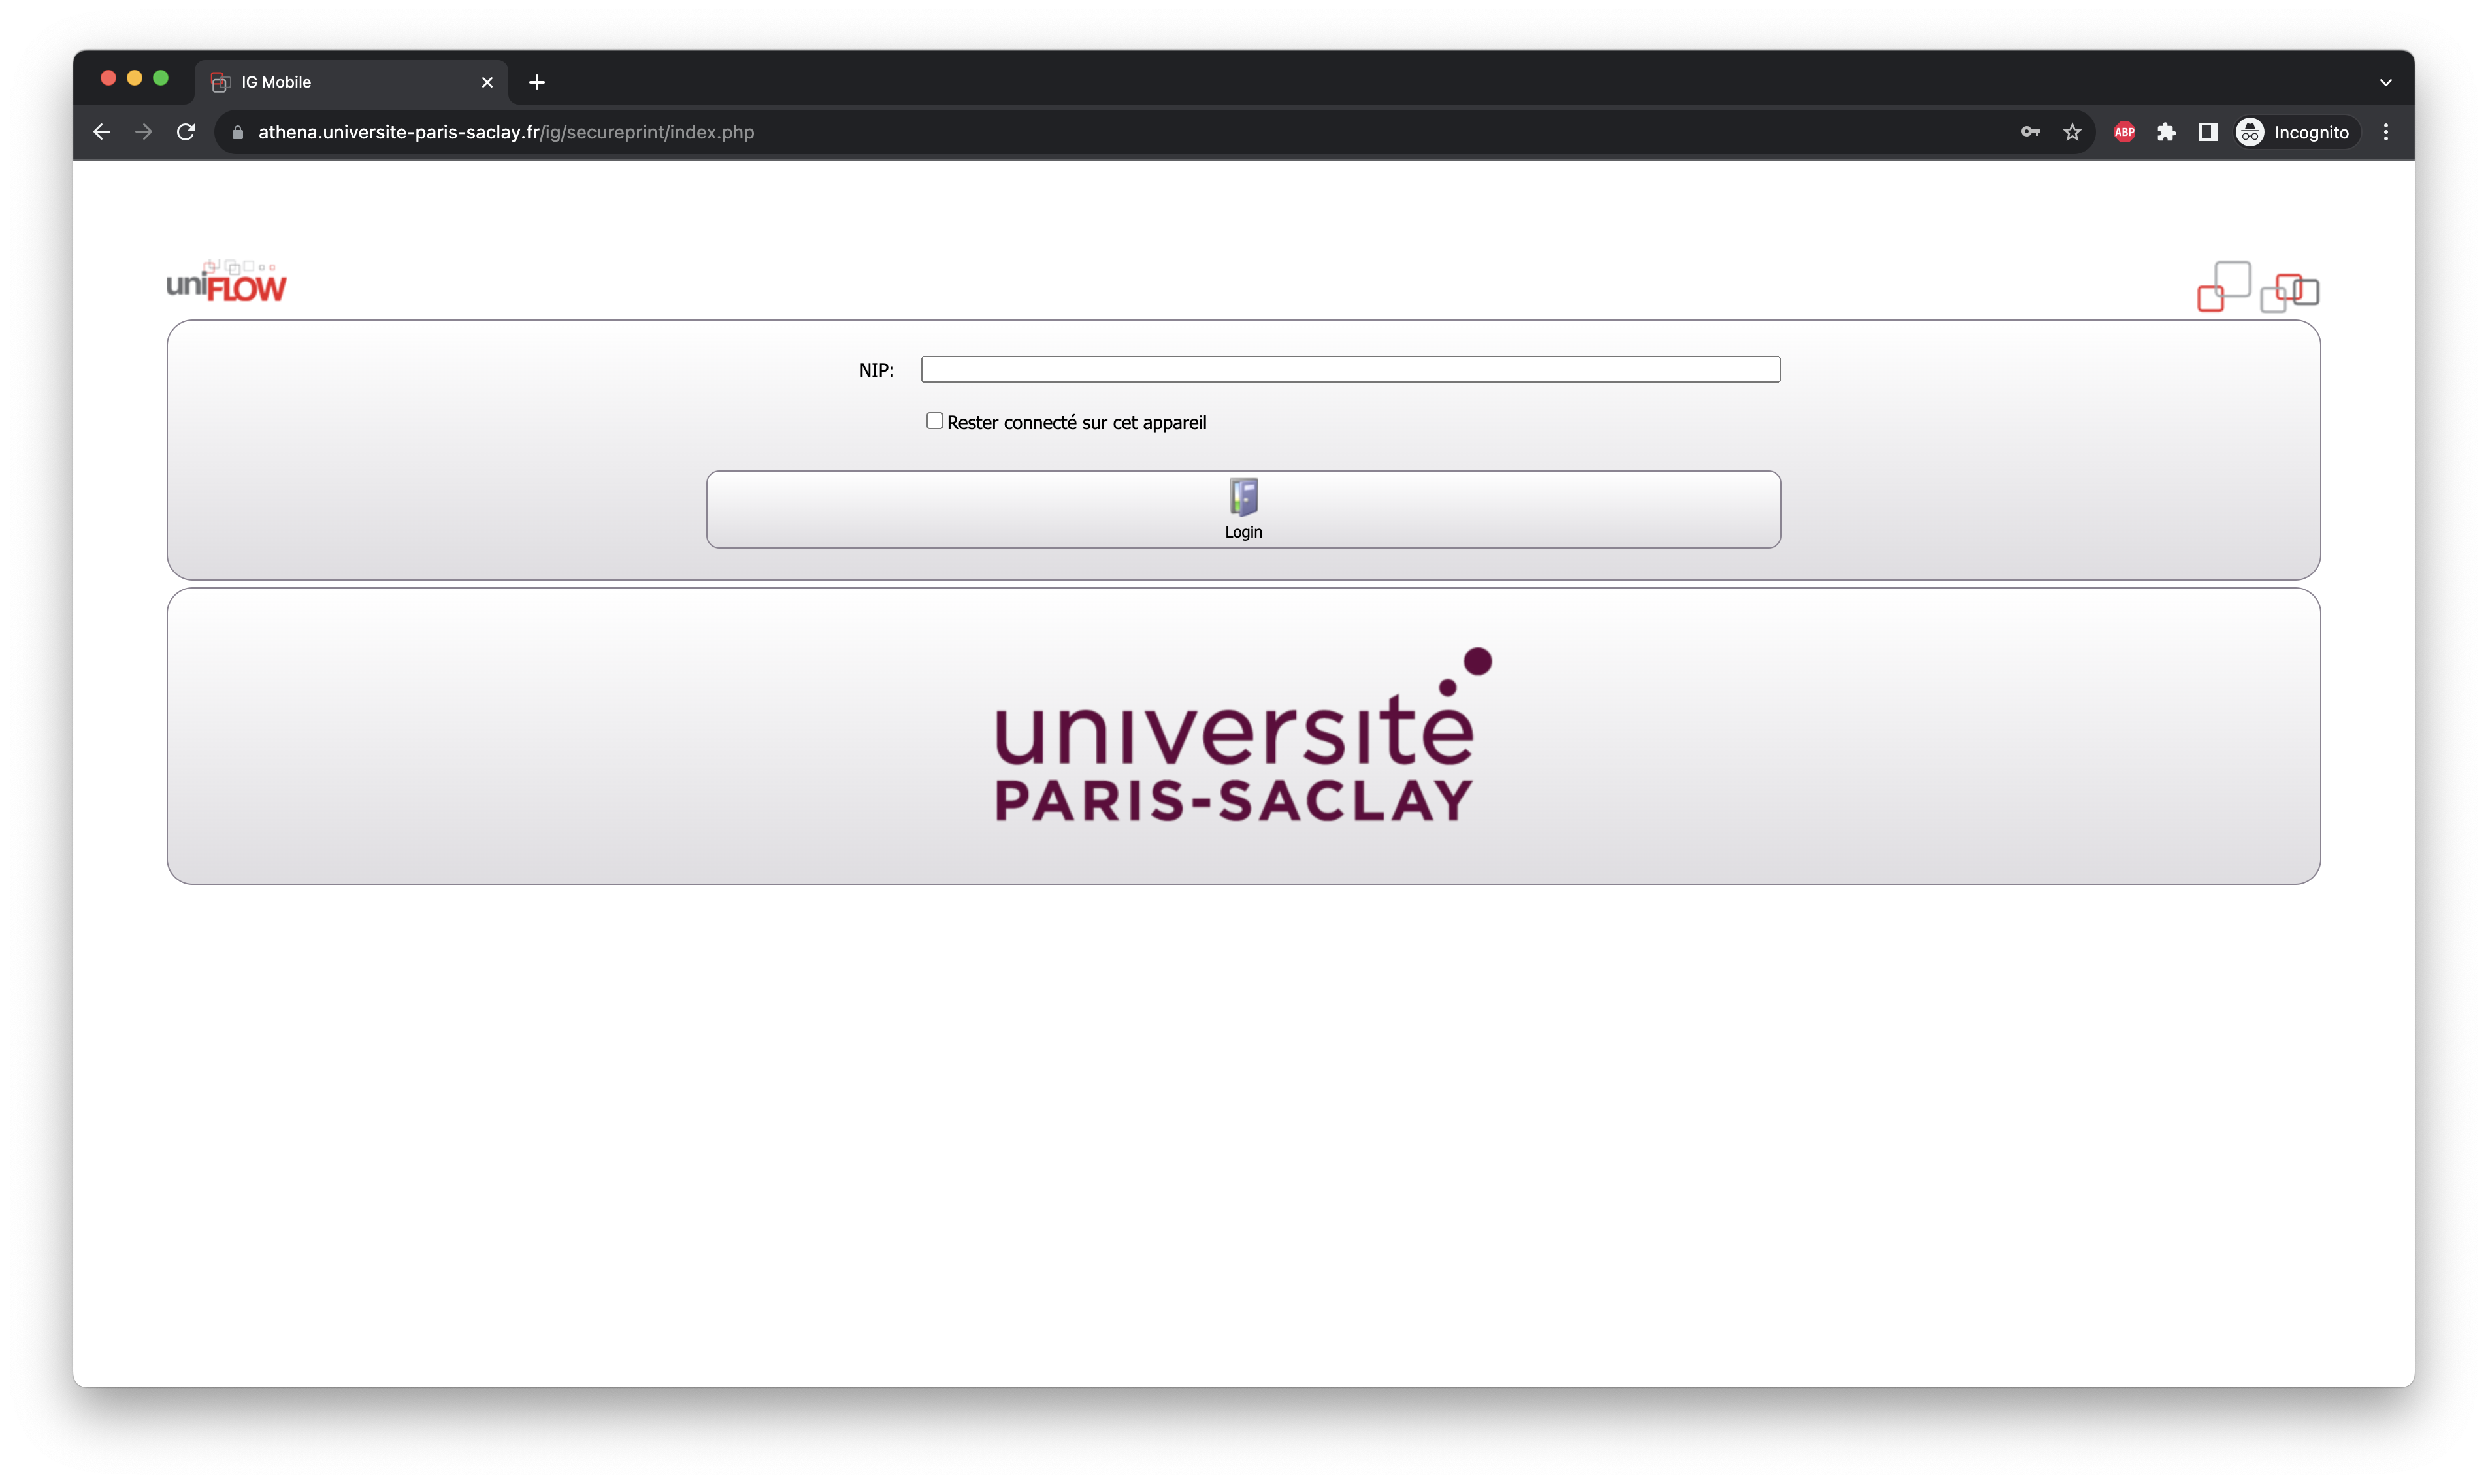 IG Mobile
athena.universite-paris-saclay.fr/ig/secureprint/index.php
ABP
Incognito
uniFLOW
NIP:
Rester connecté sur cet appareil
Login
université
PARIS-SACLAY